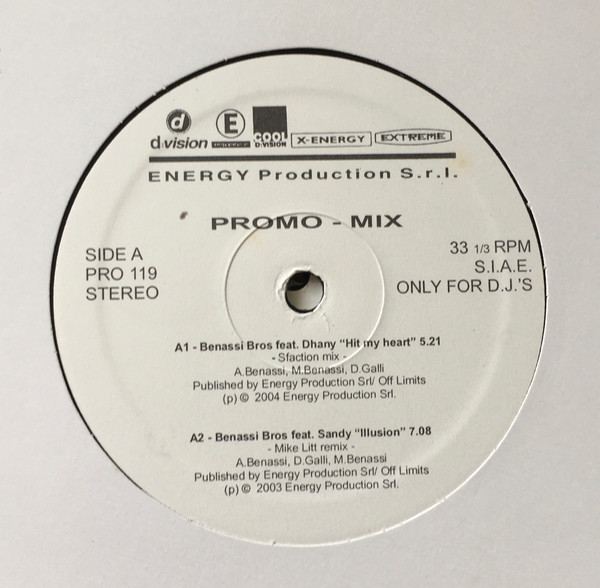 d
d:vision
E
COOL
D:VISION
X-ENERGY
EXTREME
ENERGY Production S.r.l.
PROMO - MIX
SIDE A
PRO 119
STEREO
33 1/3 RPM
S.I.A.E.
ONLY FOR D.J.'S
A1 - Benassi Bros feat. Dhany "Hit my heart" 5.21
- Sfaction mix -
A.Benassi, M.Benassi, D.Galli
Published by Energy Production Srl/ Off Limits
(p) © 2004 Energy Production Srl.
A2 - Benassi Bros feat. Sandy "Illusion" 7.08
- Mike Litt remix -
A.Benassi, D.Galli, M.Benassi
Published by Energy Production Srl/ Off Limits
(p) © 2003 Energy Production Srl.